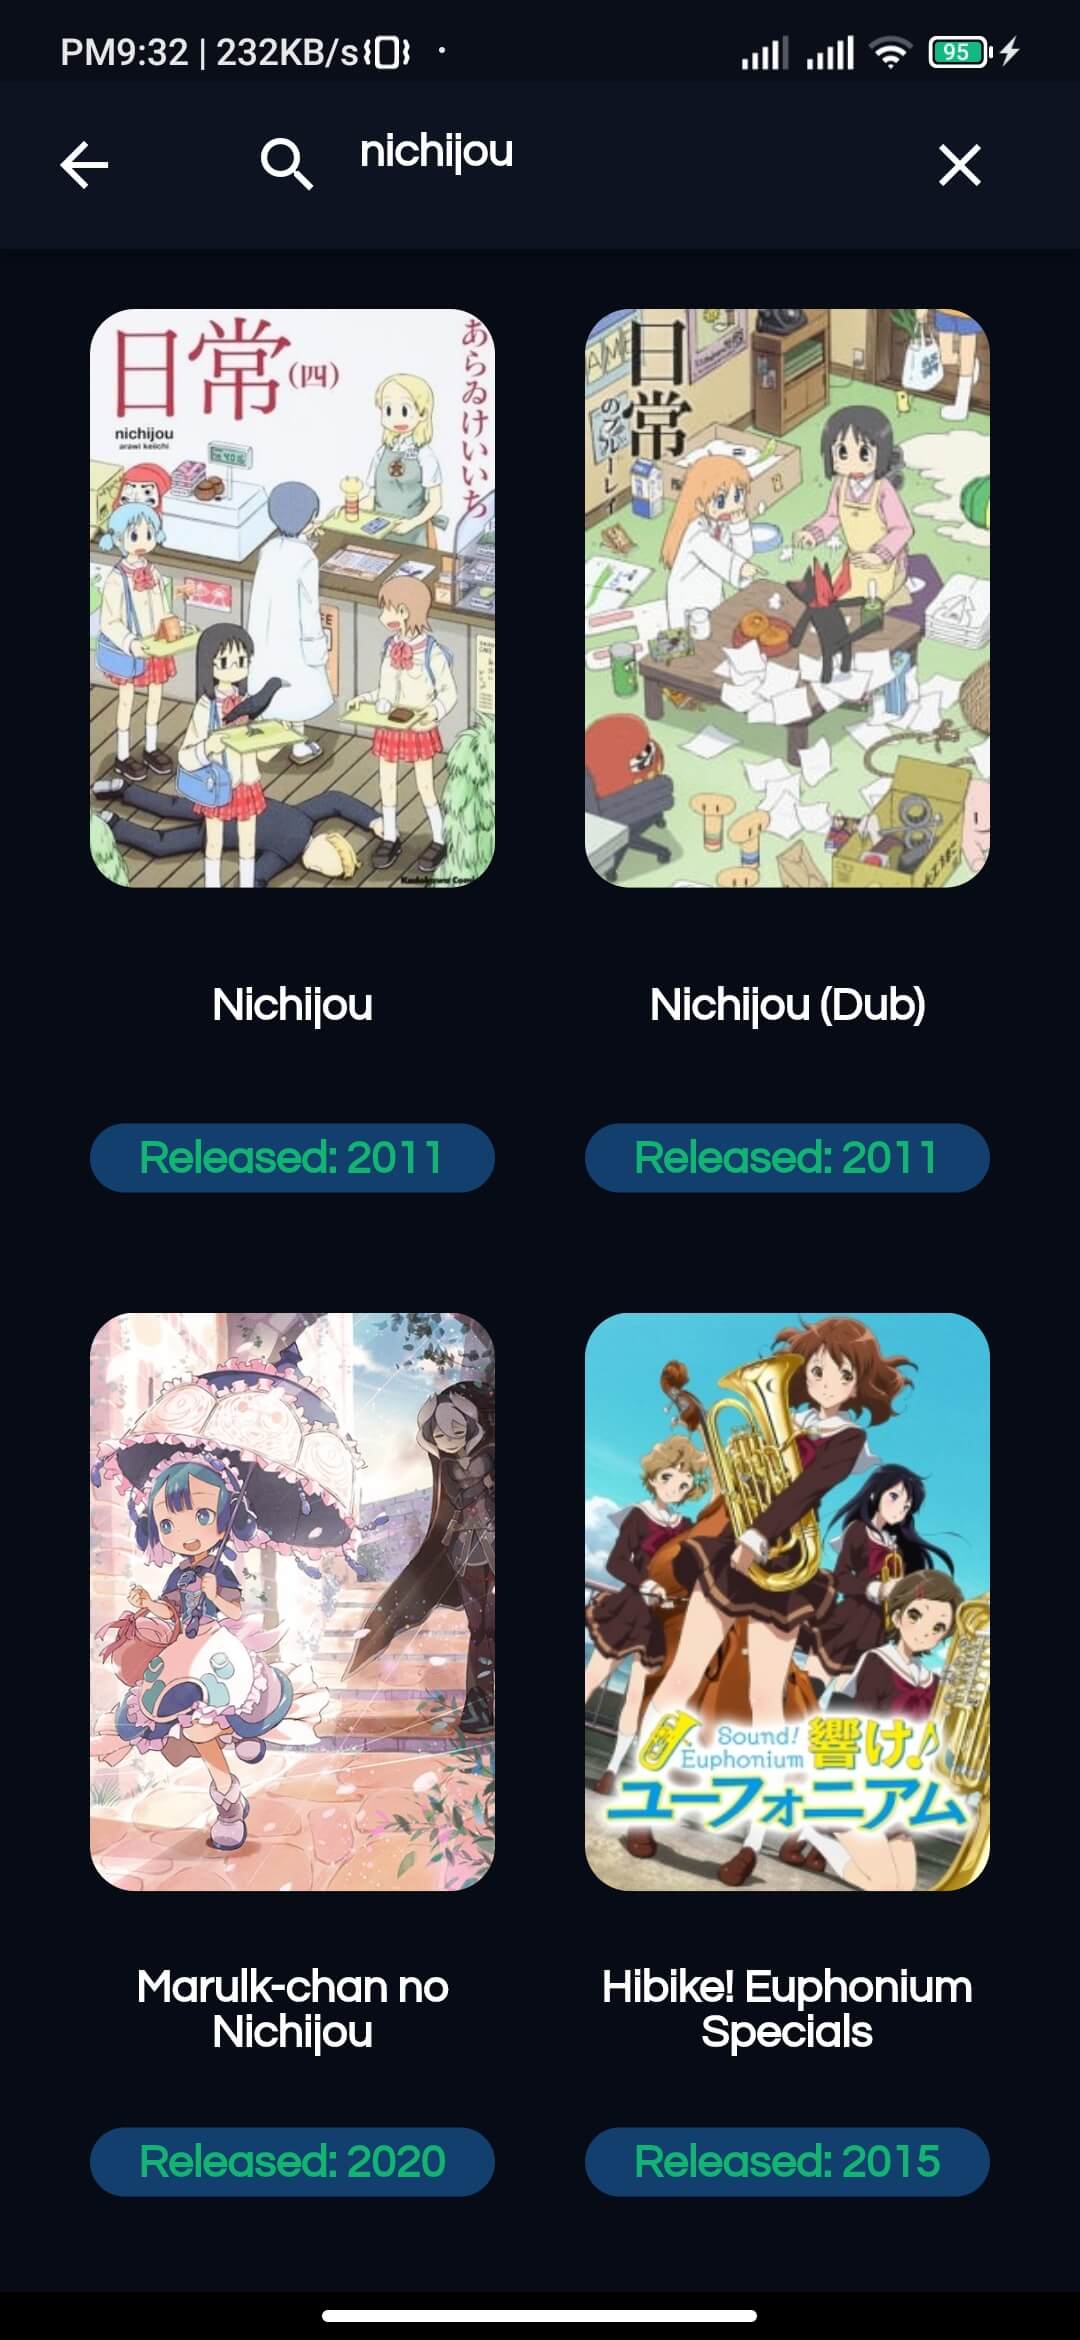 PM9:32 | 232KB/s
95
nichijou
日常(四)
nichijou
arawi keiichi
あらゐけいいち
日常
のブルーレイ
Nichijou
Nichijou (Dub)
Released: 2011
Released: 2011
Sound!
Euphonium
響け♪
ユーフォニアム
Marulk-chan no
Nichijou
Hibike! Euphonium
Specials
Released: 2020
Released: 2015